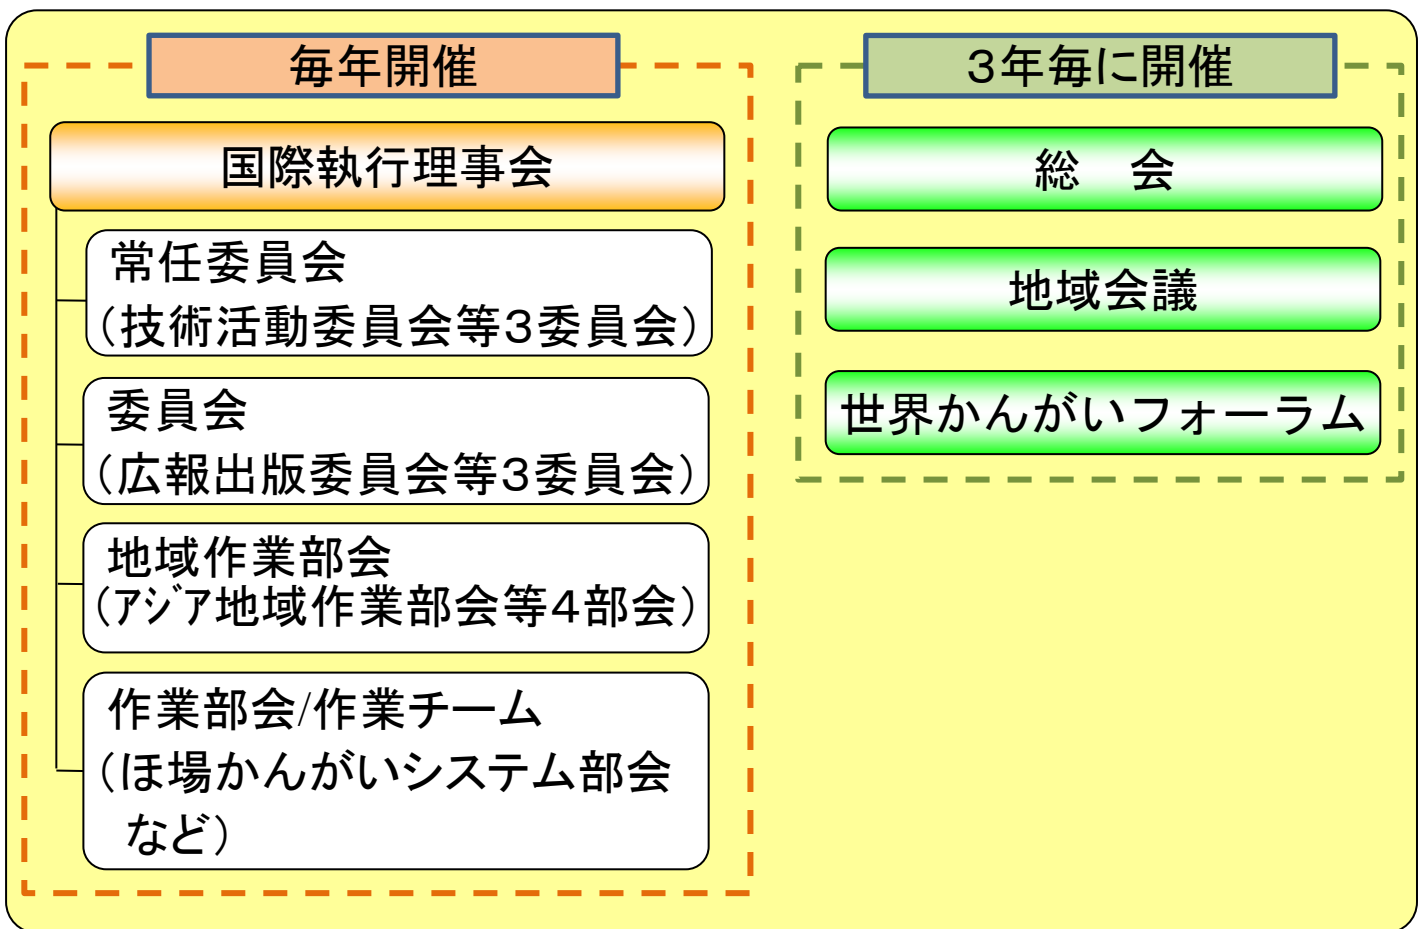 毎年開催
国際執行理事会
常任委員会
（技術活動委員会等３委員会）
委員会
（広報出版委員会等３委員会）
地域作業部会
（ｱｼﾞｱ地域作業部会等４部会）
作業部会/作業チーム
（ほ場かんがいシステム部会
など）
３年毎に開催
総　会
地域会議
世界かんがいフォーラム